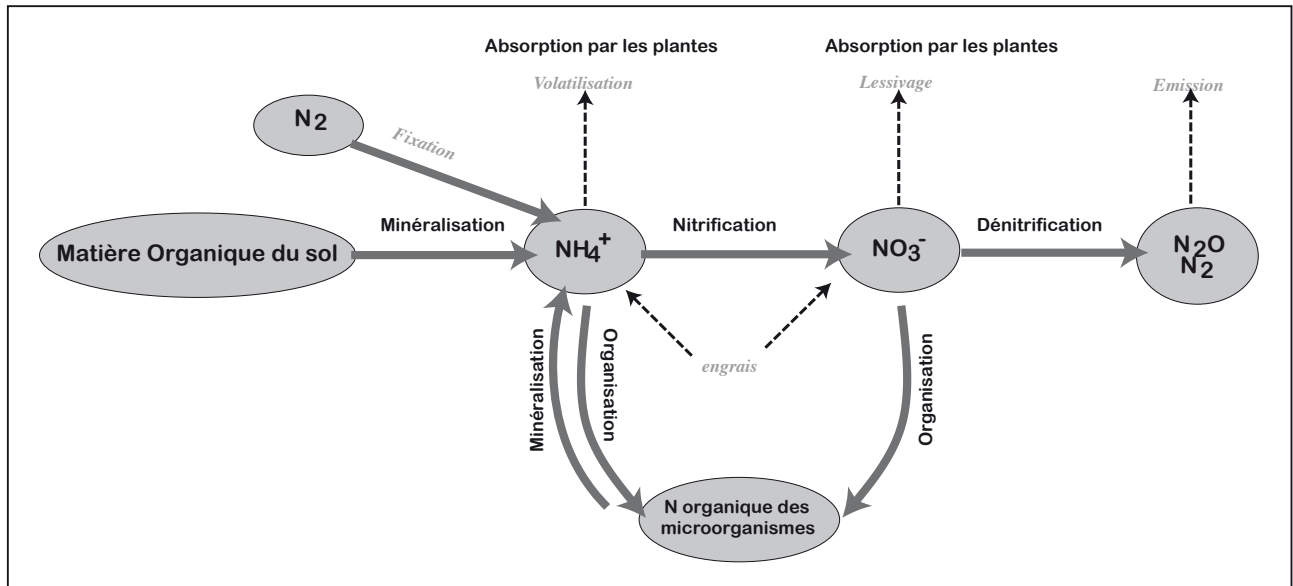 Absorption par les plantes
Absorption par les plantes
Volatilisation
Lessivage
Emission
N2
Fixation
Minéralisation
Nitrification
Dénitrification
Matière Organique du sol
NH4+
NO3-
N2O
N2
engrais
Minéralisation
Organisation
Organisation
N organique des
microorganismes